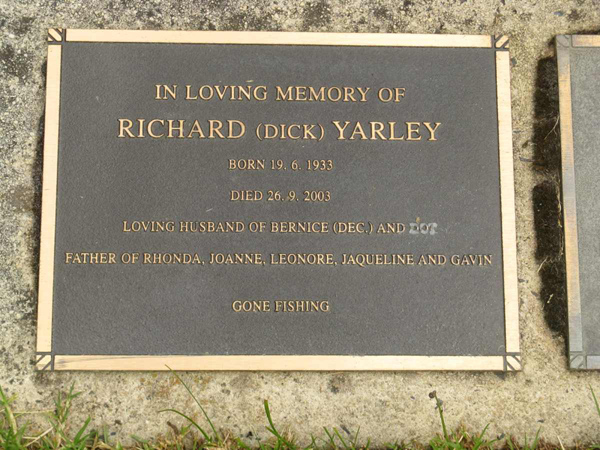 IN LOVING MEMORY OF
RICHARD (DICK) YARLEY
BORN 19. 6. 1933
DIED 26. 9. 2003
LOVING HUSBAND OF BERNICE (DEC.) AND DOT
FATHER OF RHONDA, JOANNE, LEONORE, JAQUELINE AND GAVIN
GONE FISHING